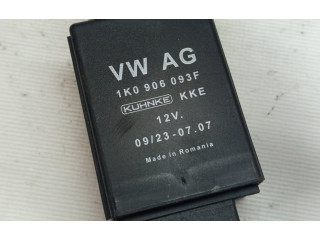 VW AG
1K0 906 093F
KUHNKE KKE
12V.
09/23-07.07
Made in Romania